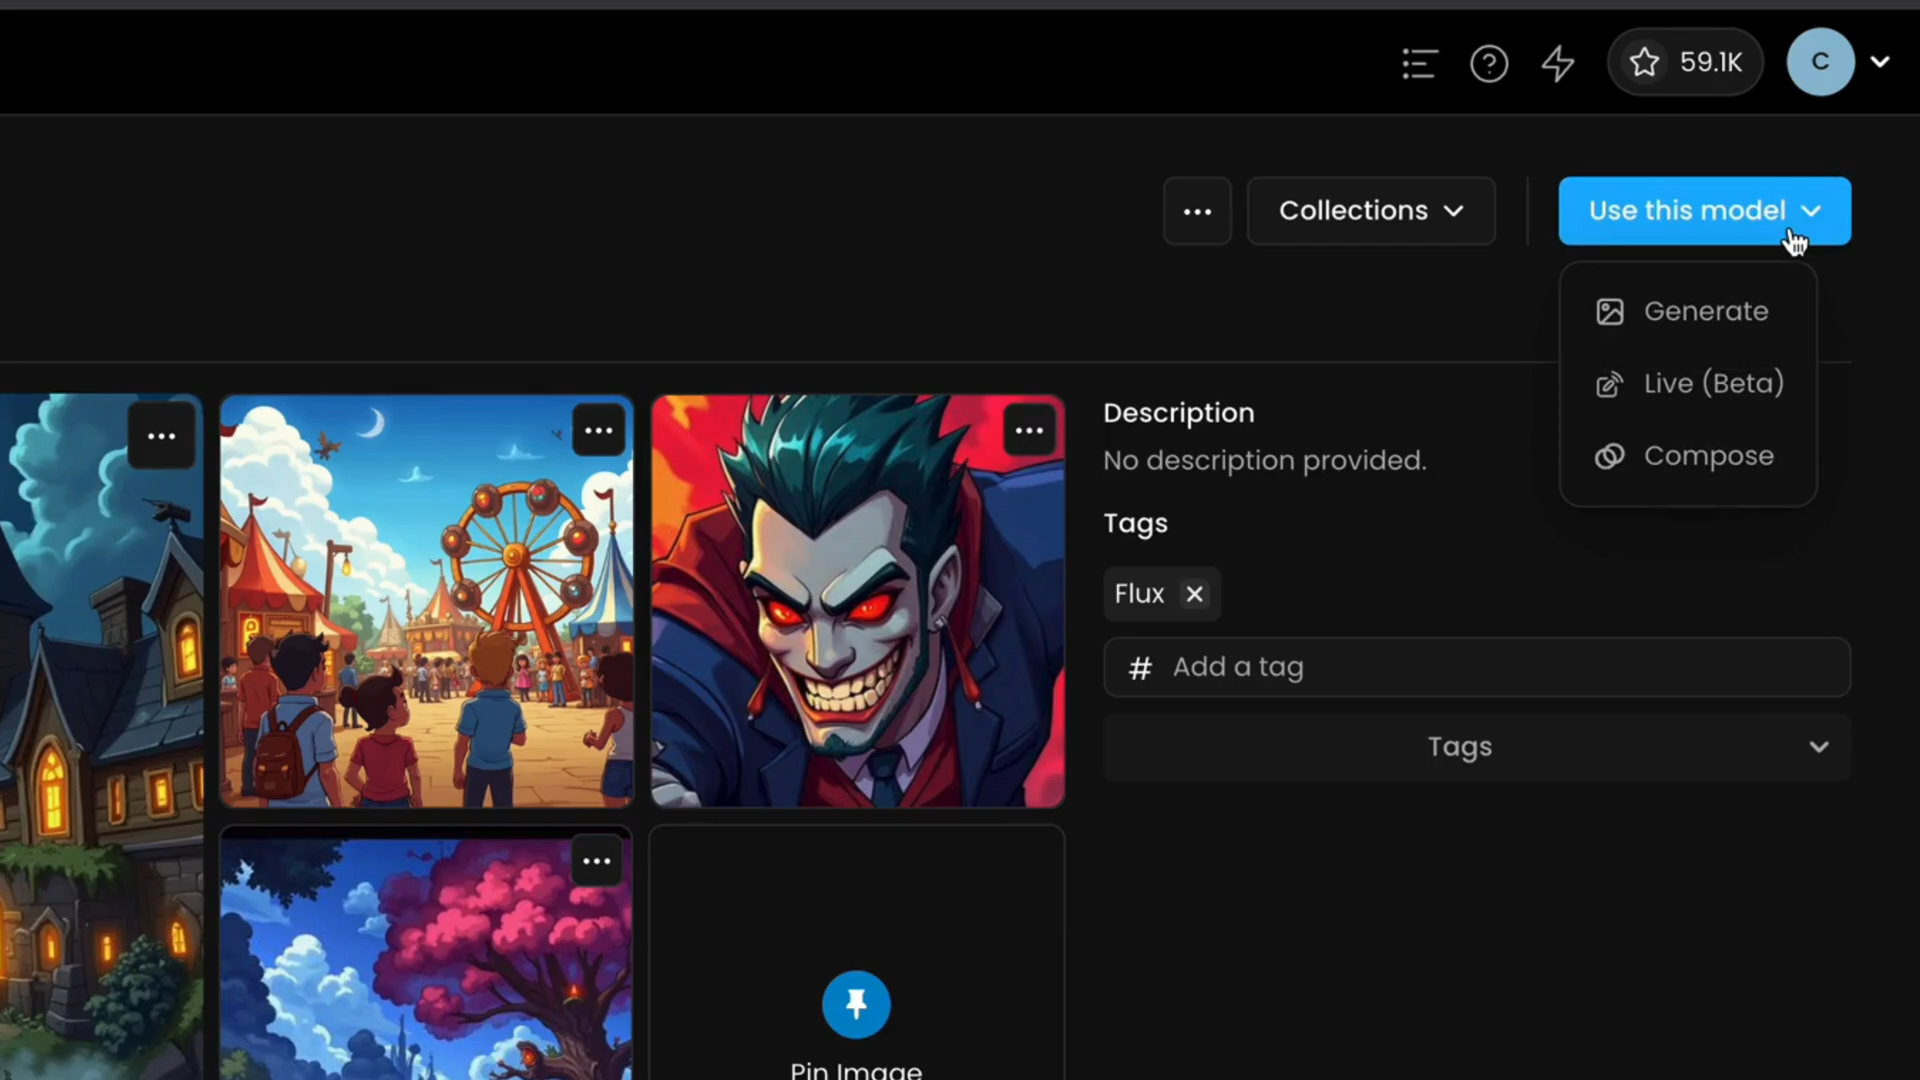 59.1K
C
Collections
Use this model
Generate
Live (Beta)
Compose
Description
No description provided.
Tags
Flux
# Add a tag
Tags
Pin Image